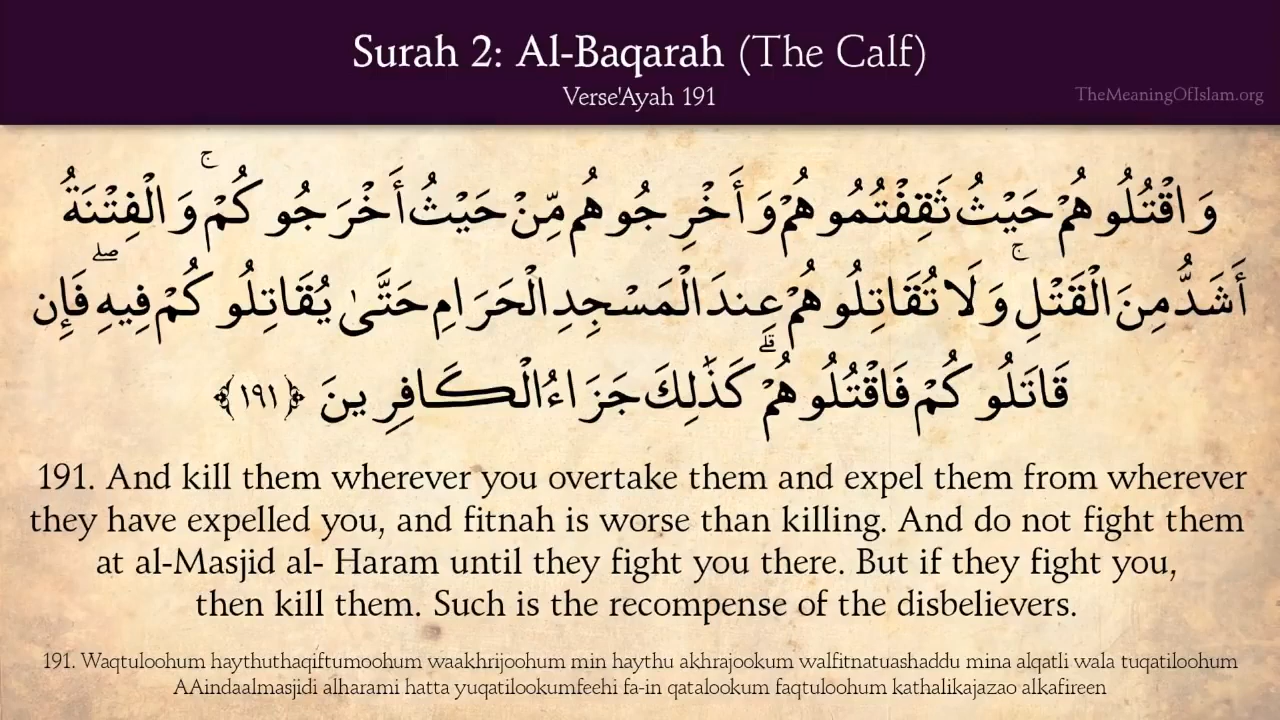 Surah 2: Al-Baqarah (The Calf)
Verse'Ayah 191
TheMeaningOfIslam.org
وَاقْتُلُوهُمْ حَيْثُ ثَقِفْتُمُوهُمْ وَأَخْرِجُوهُم مِّنْ حَيْثُ أَخْرَجُوكُمْ ۚ وَالْفِتْنَةُ
أَشَدُّ مِنَ الْقَتْلِ ۚ وَلَا تُقَاتِلُوهُمْ عِندَ الْمَسْجِدِ الْحَرَامِ حَتَّىٰ يُقَاتِلُوكُمْ فِيهِ ۖ فَإِن
قَاتَلُوكُمْ فَاقْتُلُوهُمْ ۗ كَذَٰلِكَ جَزَاءُ الْكَافِرِينَ ﴿١٩١﴾
191. And kill them wherever you overtake them and expel them from wherever
they have expelled you, and fitnah is worse than killing. And do not fight them
at al-Masjid al- Haram until they fight you there. But if they fight you,
then kill them. Such is the recompense of the disbelievers.
191. Waqtuloohum haythuthaqiftumoohum waakhrijoohum min haythu akhrajookum walfitnatuashaddu mina alqatli wala tuqatiloohum
AAindaalmasjidi alharami hatta yuqatilookumfeehi fa-in qatalookum faqtuloohum kathalikajazao alkafireen